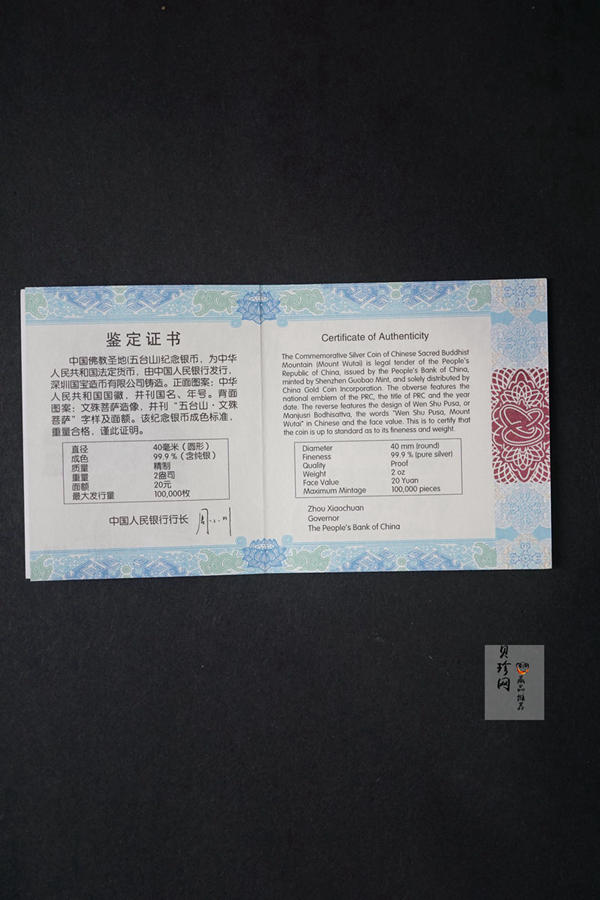 鉴定证书
中国佛教圣地(五台山)纪念银币，为中华
人民共和国法定货币，由中国人民银行发行，
深圳国宝造币有限公司铸造。正面图案：中华
人民共和国国徽，并刊国名、年号。背面
图案：文殊菩萨造像，并刊“五台山·文殊
菩萨”字样及面额。该纪念银币成色标准，
重量合格，谨此证明。
直径 40毫米（圆形）
成色 99.9％（含纯银）
质量 精制
重量 2盎司
面额 20元
最大发行量 100,000枚
中国人民银行行长
Certificate of Authenticity
The Commemorative Silver Coin of Chinese Sacred Buddhist
Mountain (Mount Wutai) is legal tender of the People's
Republic of China, issued by the People's Bank of China,
minted by Shenzhen Guobao Mint, and solely distributed by
China Gold Coin Incorporation. The obverse features the
national emblem of the PRC, the title of PRC and the year
date. The reverse features the design of Wen Shu Pusa, or
Manjusri Bodhisattva, the words "Wen Shu Pusa, Mount
Wutai" in Chinese and the face value. This is to certify that
the coin is up to standard as to its fineness and weight.
Diameter 40 mm (round)
Fineness 99.9 % (pure silver)
Quality Proof
Weight 2 oz
Face Value 20 Yuan
Maximum Mintage 100,000 pieces
Zhou Xiaochuan
Governor
The People's Bank of China
贝珍网
藏品推荐